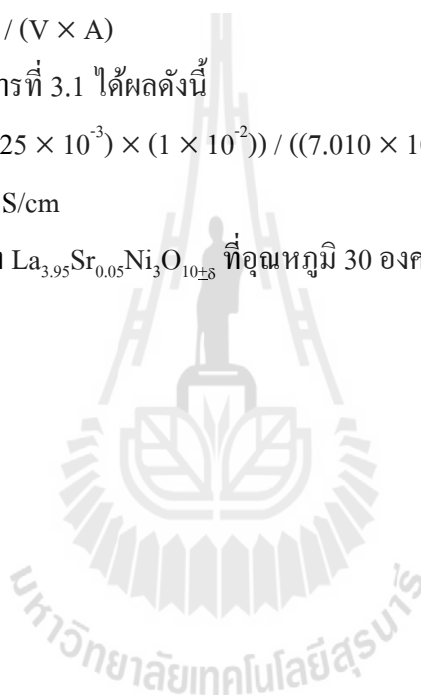 / (V × A)
ารที่ 3.1 ได้ผลดังนี้
25 × 10⁻³) × (1 × 10⁻²)) / ((7.010 × 10
S/cm
La₃.₉₅Sr₀.₀₅Ni₃O₁₀±δ ที่อุณหภูมิ 30 องศ
มหาวิทยาลัยเทคโนโลยีสุรนารี